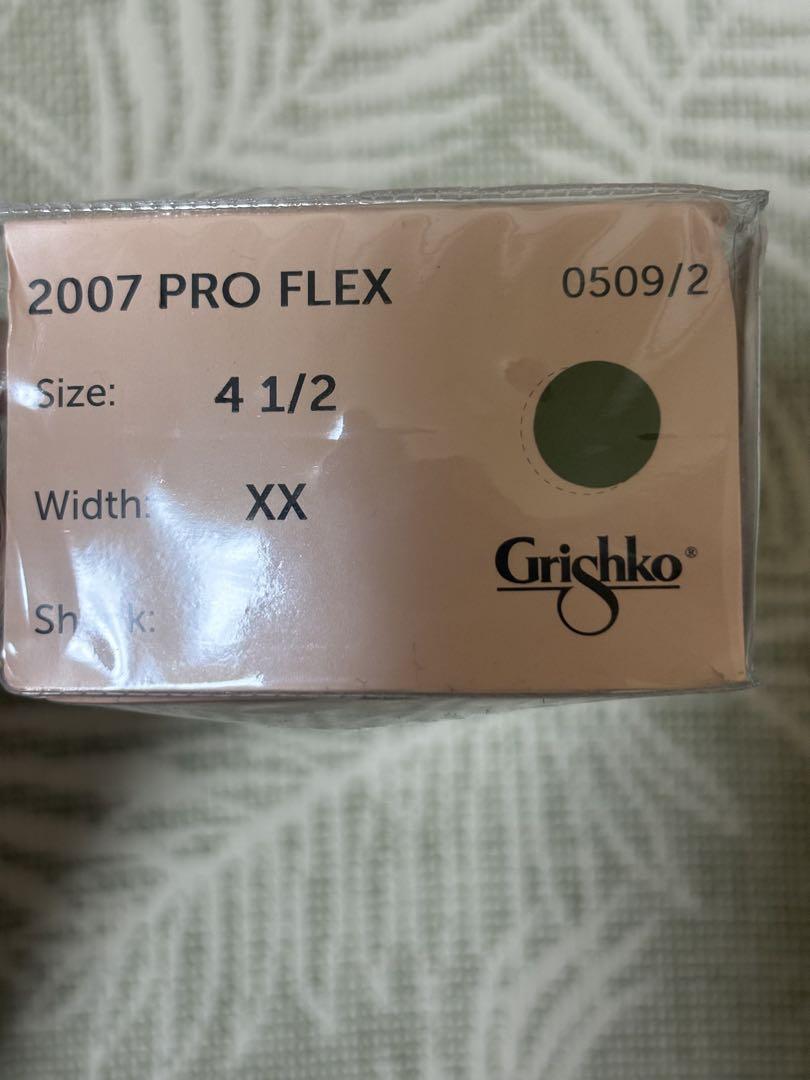 2007 PRO FLEX 0509/2
Size: 4 1/2
Width: XX
Grishko®